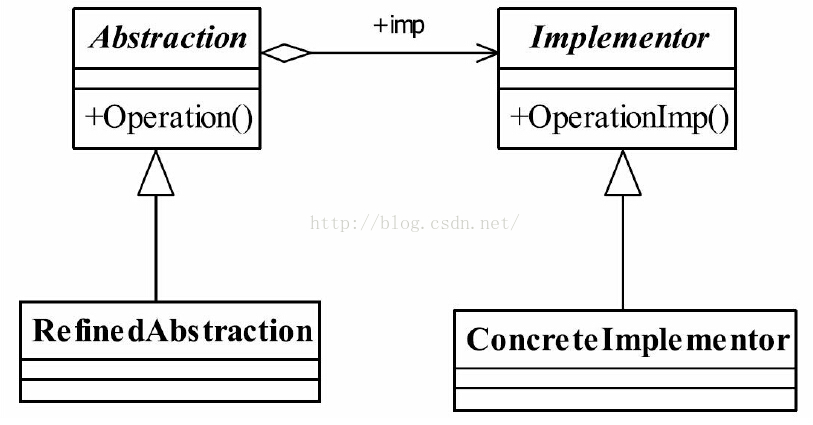 Abstraction
+imp
Implementor
+Operation()
+OperationImp()
http://blog.csdn.net/
RefinedAbstraction
ConcreteImplementor